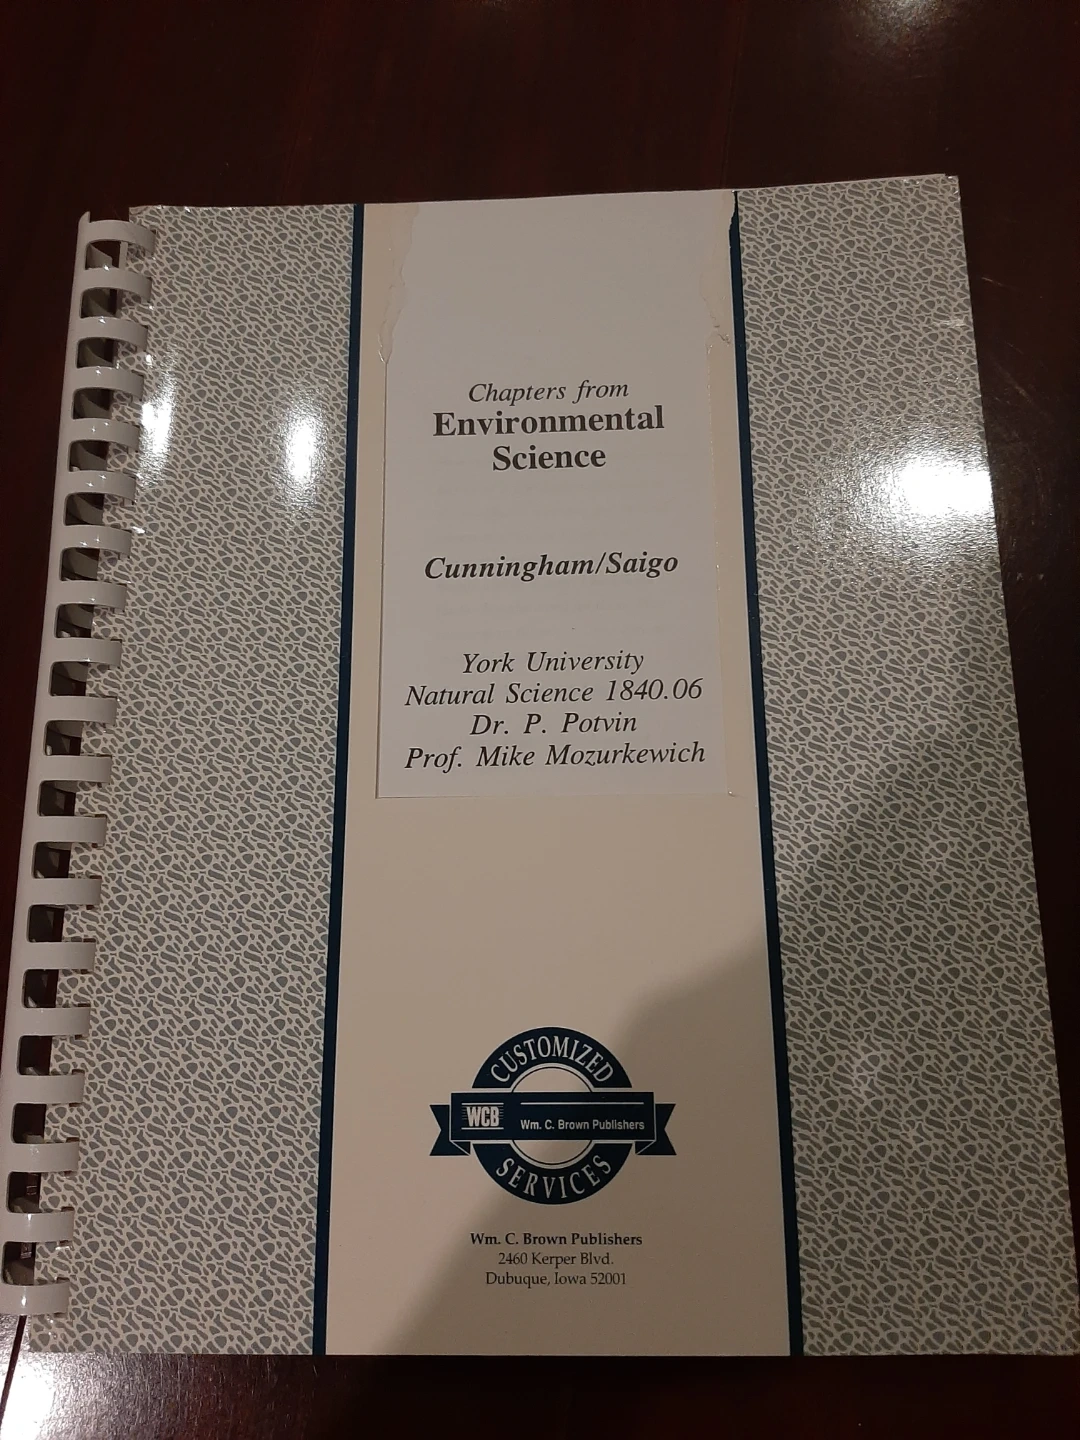 Chapters from
Environmental
Science
Cunningham/Saigo
York University
Natural Science 1840.06
Dr. P. Potvin
Prof. Mike Mozurkewich
CUSTOMIZED
WCB Wm. C. Brown Publishers
SERVICES
Wm. C. Brown Publishers
2460 Kerper Blvd.
Dubuque, Iowa 52001